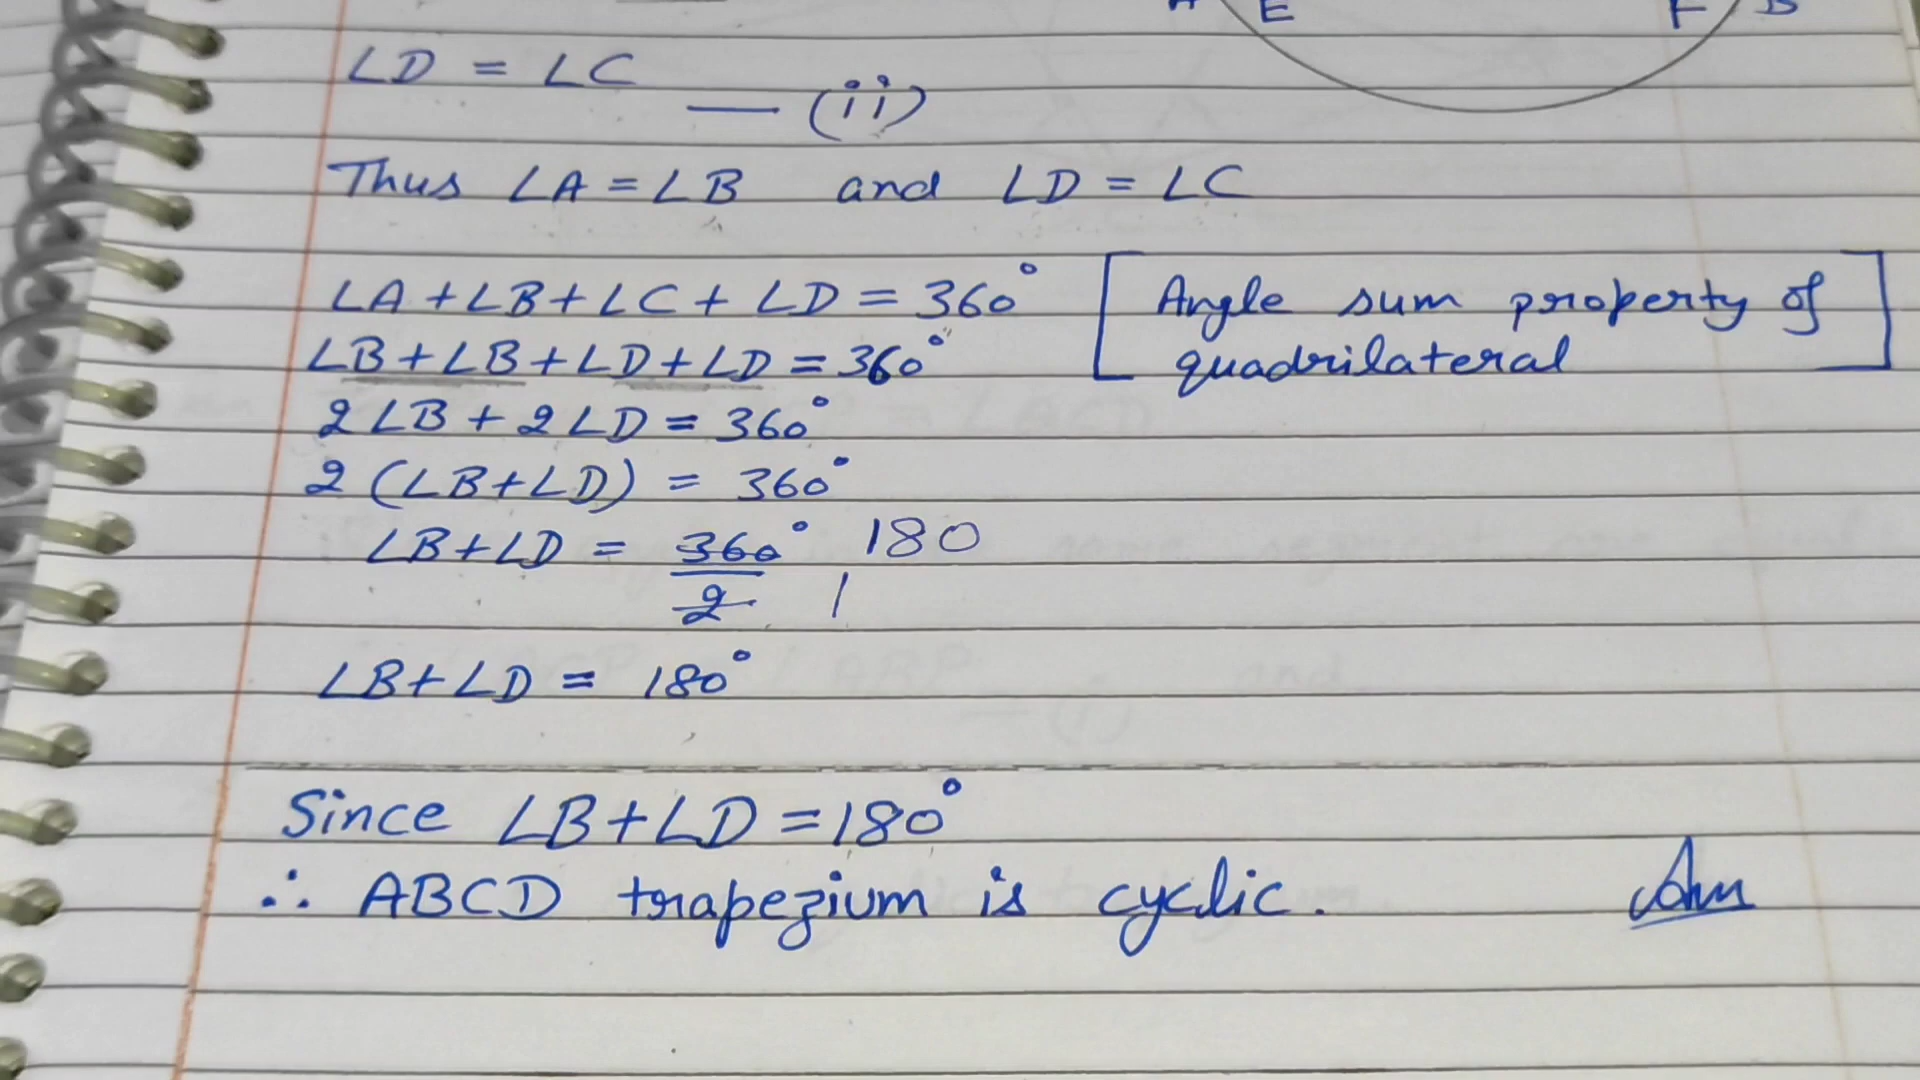 A E F B
∠D = ∠C — (ii)
Thus ∠A = ∠B and ∠D = ∠C
∠A + ∠B + ∠C + ∠D = 360° [Angle sum property of
∠B + ∠B + ∠D + ∠D = 360° quadrilateral]
2∠B + 2∠D = 360°
2 (∠B + ∠D) = 360°
∠B + ∠D = 360° 180
2 1
∠B + ∠D = 180°
Since ∠B + ∠D = 180°
∴ ABCD trapezium is cyclic. Ans